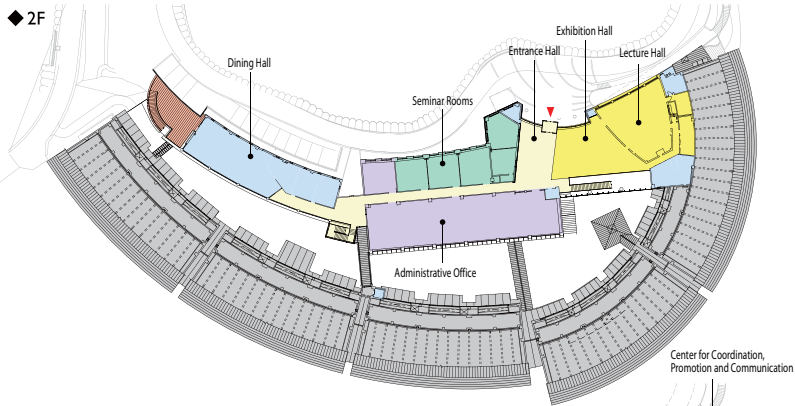 ◆ 2F
Exhibition Hall
Entrance Hall
Lecture Hall
Dining Hall
Seminar Rooms
Administrative Office
Center for Coordination,
Promotion and Communication